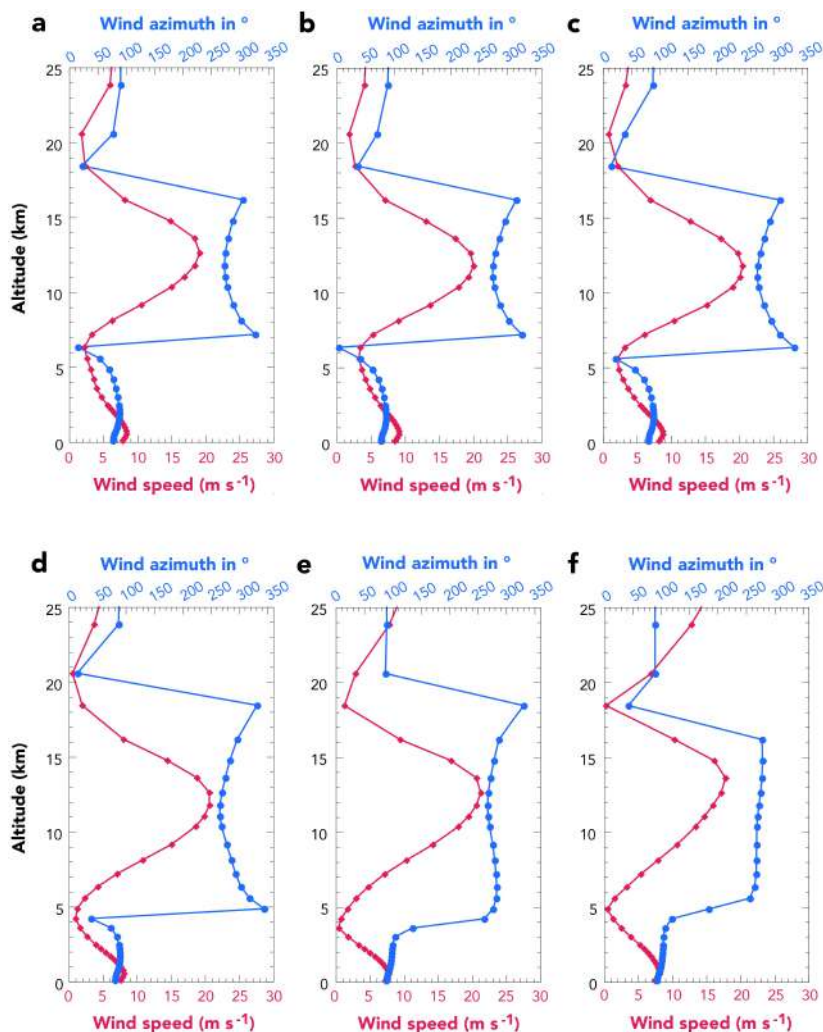 a b c
Wind azimuth in º Wind azimuth in º Wind azimuth in º
0 50 100 150 200 250 300 350 0 50 100 150 200 250 300 350 0 50 100 150 200 250 300 350
25 25 25
20 20 20
15 15 15
Altitude (km)
10 10 10
5 5 5
0 0 0
0 5 10 15 20 25 30 0 5 10 15 20 25 30 0 5 10 15 20 25 30
Wind speed (m s-1) Wind speed (m s-1) Wind speed (m s-1)
d e f
Wind azimuth in º Wind azimuth in º Wind azimuth in º
0 50 100 150 200 250 300 350 0 50 100 150 200 250 300 350 0 50 100 150 200 250 300 350
25 25 25
20 20 20
15 15 15
Altitude (km)
10 10 10
5 5 5
0 0 0
0 5 10 15 20 25 30 0 5 10 15 20 25 30 0 5 10 15 20 25 30
Wind speed (m s-1) Wind speed (m s-1) Wind speed (m s-1)